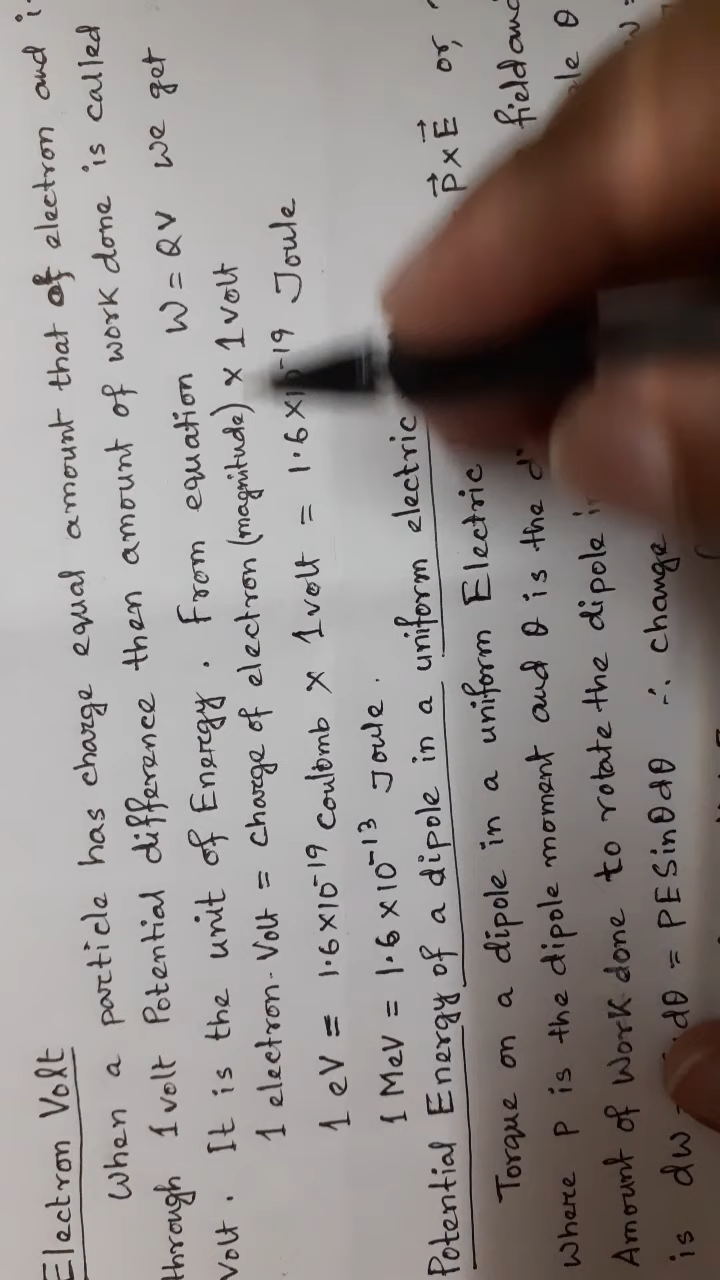 Electron Volt
When a particle has charge equal amount that of electron and
through 1 volt Potential difference then amount of work done is called
Volt. It is the unit of Energy. From equation W = QV we get
1 electron-Volt = charge of electron (magnitude) × 1 volt
1 eV = 1.6×10-19 Coulomb × 1 volt = 1.6×10-19 Joule
1 MeV = 1.6×10-13 Joule.
Potential Energy of a dipole in a uniform electric
Torque on a dipole in a uniform Electric P⃗×E⃗ or,
where P is the dipole moment and θ is the field and
Amount of Work done to rotate the dipole θ
is dw dθ = PE Sinθdθ ∴ change